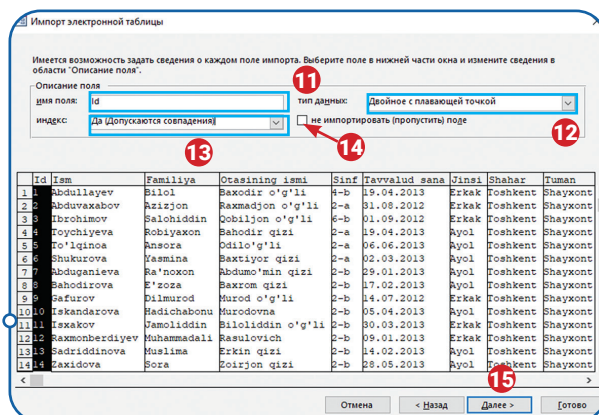 Импорт электронной таблицы
Имеется возможность задать сведения о каждом поле импорта. Выберите поле в нижней части окна и измените сведения в
области "Описание поля".
Описание поля
11
имя поля: Id тип данных: Двойное с плавающей точкой
индекс: Да (Допускаются совпадения) не импортировать (пропустить) поле
12
13 14
Id Ism Familiya Otasining ismi Sinf Tavvalud sana Jinsi Shahar Tuman
1 1 Abdullayev Bilol Baxodir o'g'li 4-b 19.04.2013 Erkak Toshkent Shayxont
2 2 Abduvaxabov Azizjon Raxmadjon o'g'li 2-a 31.08.2012 Erkak Toshkent Shayxont
3 3 Ibrohimov Salohiddin Qobiljon o'g'li 6-b 01.09.2012 Erkak Toshkent Shayxont
4 4 Toychiyeva Robiyaxon Bahodir qizi 2-a 19.04.2013 Ayol Toshkent Shayxont
5 5 To'lqinoa Ansora Odilo'g'li 2-a 06.06.2013 Ayol Toshkent Shayxont
6 6 Shukurova Yasmina Baxtiyor qizi 2-a 02.03.2013 Ayol Toshkent Shayxont
7 7 Abduganieva Ra'noxon Abdumo'min qizi 2-b 29.01.2013 Ayol Toshkent Shayxont
8 8 Bahodirova E'zoza Baxrom qizi 2-b 17.02.2013 Ayol Toshkent Shayxont
9 9 Gafurov Dilmurod Murod o'g'li 2-b 14.07.2012 Erkak Toshkent Shayxont
10 10 Iskandarova Hadichabonu Murodovna 2-b 05.04.2013 Ayol Toshkent Shayxont
11 11 Isxakov Jamoliddin Biloliddin o'g'li 2-b 30.03.2013 Erkak Toshkent Shayxont
12 12 Raxmonberdiyev Muhammadali Rasulovich 2-b 09.01.2013 Erkak Toshkent Shayxont
13 13 Sadriddinova Muslima Erkin qizi 2-b 14.02.2013 Ayol Toshkent Shayxont
14 14 Zaxidova Sora Zoirjon qizi 2-b 28.05.2013 Ayol Toshkent Shayxont
15
Отмена < Назад Далее > Готово